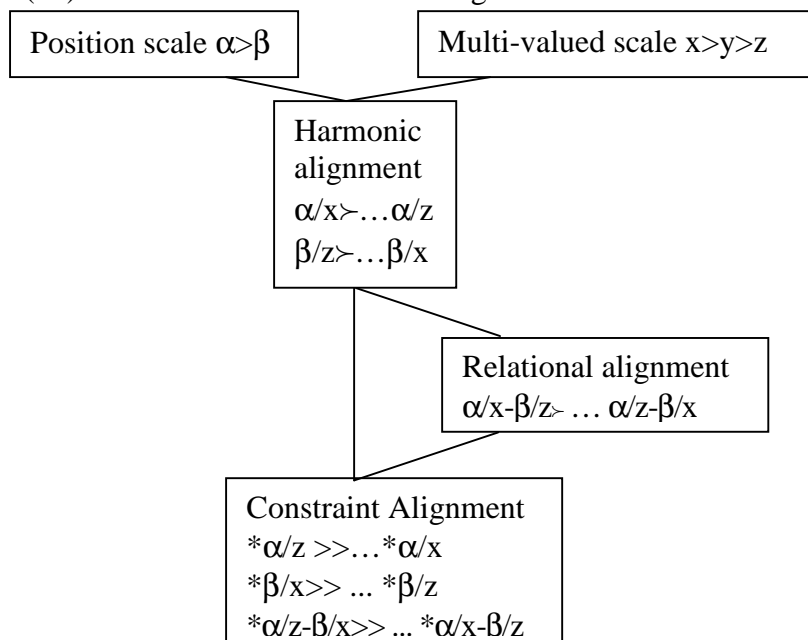 Position scale α>β
Multi-valued scale x>y>z
Harmonic
alignment
α/x≻…α/z
β/z≻…β/x
Relational alignment
α/x-β/z≻ … α/z-β/x
Constraint Alignment
*α/z >>…*α/x
*β/x>> ... *β/z
*α/z-β/x>> ... *α/x-β/z